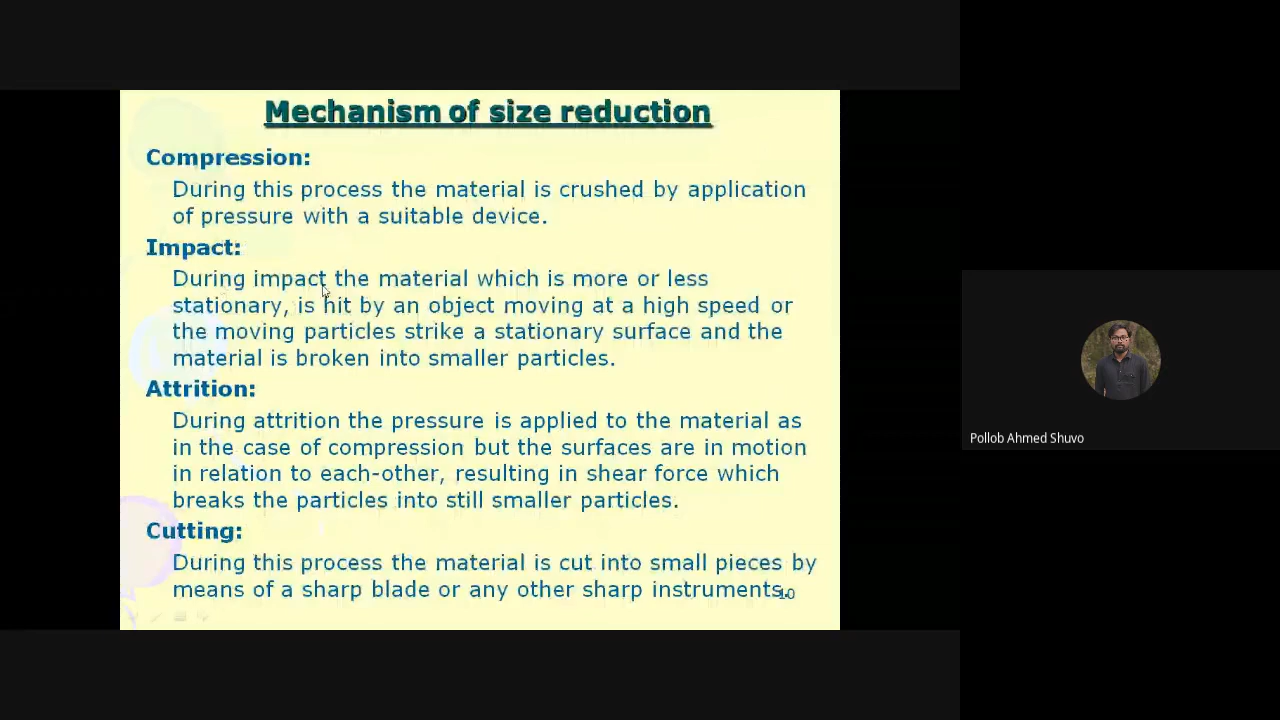 Mechanism of size reduction
Compression:
During this process the material is crushed by application
of pressure with a suitable device.
Impact:
During impact the material which is more or less
stationary, is hit by an object moving at a high speed or
the moving particles strike a stationary surface and the
material is broken into smaller particles.
Attrition:
During attrition the pressure is applied to the material as
in the case of compression but the surfaces are in motion
in relation to each-other, resulting in shear force which
breaks the particles into still smaller particles.
Cutting:
During this process the material is cut into small pieces by
means of a sharp blade or any other sharp instruments.
10
Pollob Ahmed Shuvo